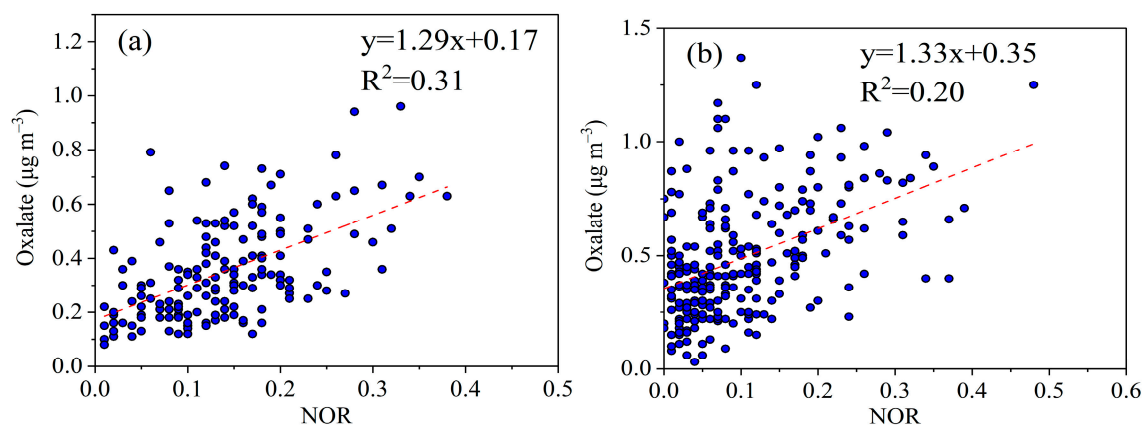 (a)
y=1.29x+0.17
R²=0.31
Oxalate (μg m⁻³)
1.2
1.0
0.8
0.6
0.4
0.2
0.0
0.0 0.1 0.2 0.3 0.4 0.5
NOR
(b)
y=1.33x+0.35
R²=0.20
Oxalate (μg m⁻³)
1.5
1.0
0.5
0.0
0.0 0.1 0.2 0.3 0.4 0.5 0.6
NOR